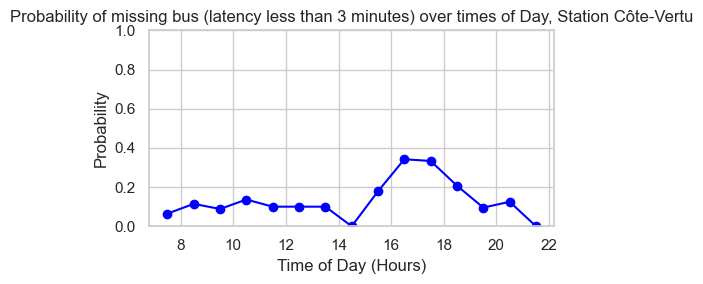 Probability of missing bus (latency less than 3 minutes) over times of Day, Station Côte-Vertu
1.0
0.8
0.6
0.4
0.2
0.0
Probability
8 10 12 14 16 18 20 22
Time of Day (Hours)